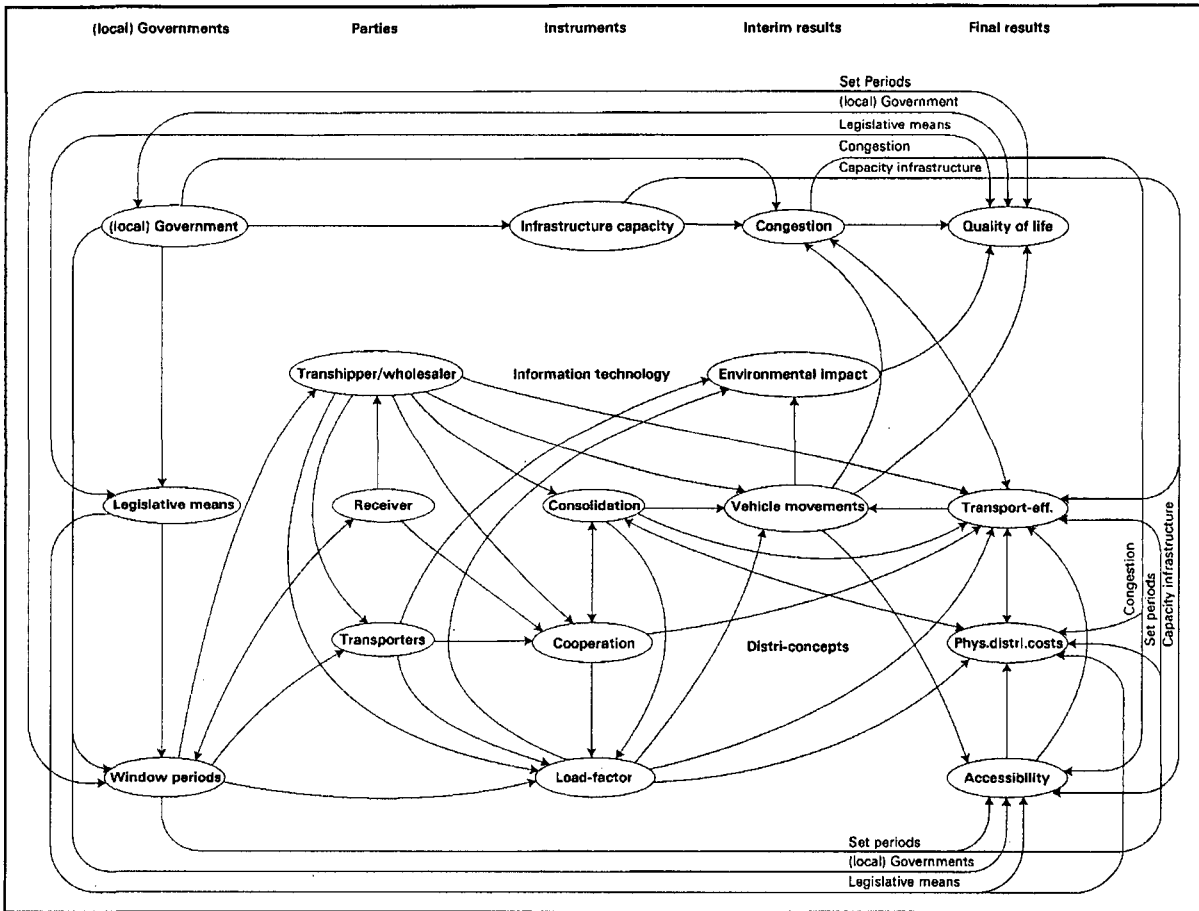 (local) Governments
Parties
Instruments
Interim results
Final results
Set Periods
(local) Government
Legislative means
Congestion
Capacity infrastructure
(local) Government
Infrastructure capacity
Congestion
Quality of life
Transhipper/wholesaler
Information technology
Environmental impact
Legislative means
Receiver
Consolidation
Vehicle movements
Transport-eff.
Congestion
Set periods
Capacity infrastructure
Transporters
Cooperation
Distri-concepts
Phys.distri.costs
Window periods
Load-factor
Accessibility
Set periods
(local) Governments
Legislative means